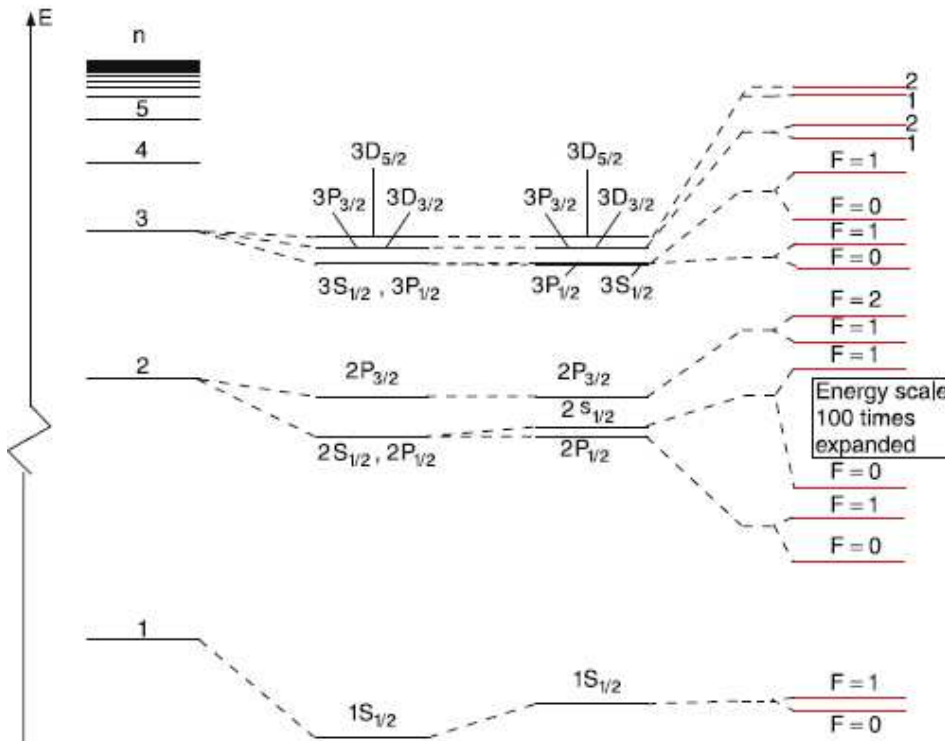 E
n
5
4
3
2
1
3D5/2
3P3/2 3D3/2
3S1/2 , 3P1/2
2P3/2
2S1/2 , 2P1/2
1S1/2
3D5/2
3P3/2 3D3/2
3P1/2 3S1/2
2P3/2
2 s1/2
2P1/2
1S1/2
2
1
2
1
F = 1
F = 0
F = 1
F = 0
F = 2
F = 1
F = 1
Energy scale
100 times
expanded
F = 0
F = 1
F = 0
F = 1
F = 0